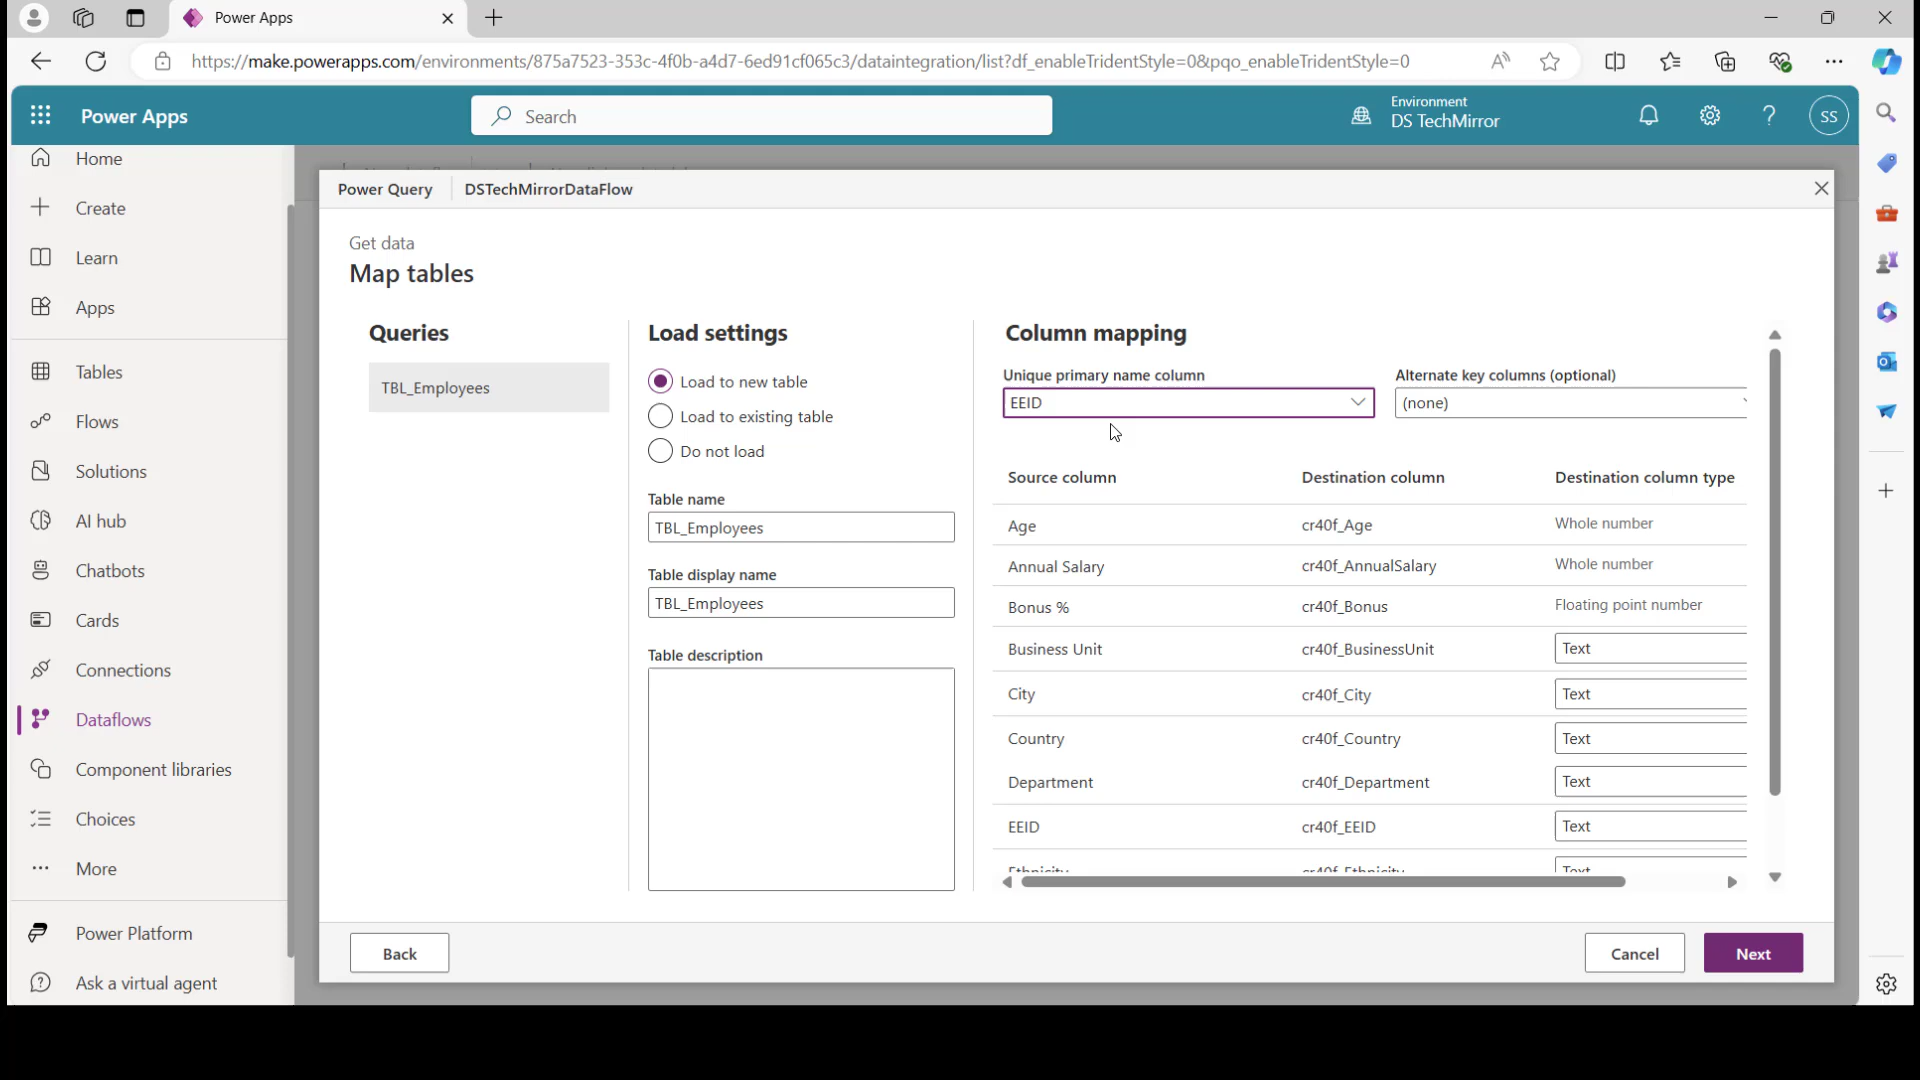 Power Apps
https://make.powerapps.com/environments/875a7523-353c-4f0b-a4d7-6ed91cf065c3/dataintegration/list?df_enableTridentStyle=0&pqo_enableTridentStyle=0
Power Apps
Search
Environment
DS TechMirror
SS
Home
Create
Learn
Apps
Tables
Flows
Solutions
AI hub
Chatbots
Cards
Connections
Dataflows
Component libraries
Choices
More
Power Platform
Ask a virtual agent
Power Query DSTechMirrorDataFlow
Get data
Map tables
Queries
TBL_Employees
Load settings
Load to new table
Load to existing table
Do not load
Table name
TBL_Employees
Table display name
TBL_Employees
Table description
Column mapping
Unique primary name column Alternate key columns (optional)
EEID (none)
Source column Destination column Destination column type
Age cr40f_Age Whole number
Annual Salary cr40f_AnnualSalary Whole number
Bonus % cr40f_Bonus Floating point number
Business Unit cr40f_BusinessUnit Text
City cr40f_City Text
Country cr40f_Country Text
Department cr40f_Department Text
EEID cr40f_EEID Text
Ethnicity cr40f_Ethnicity Text
Back Cancel Next